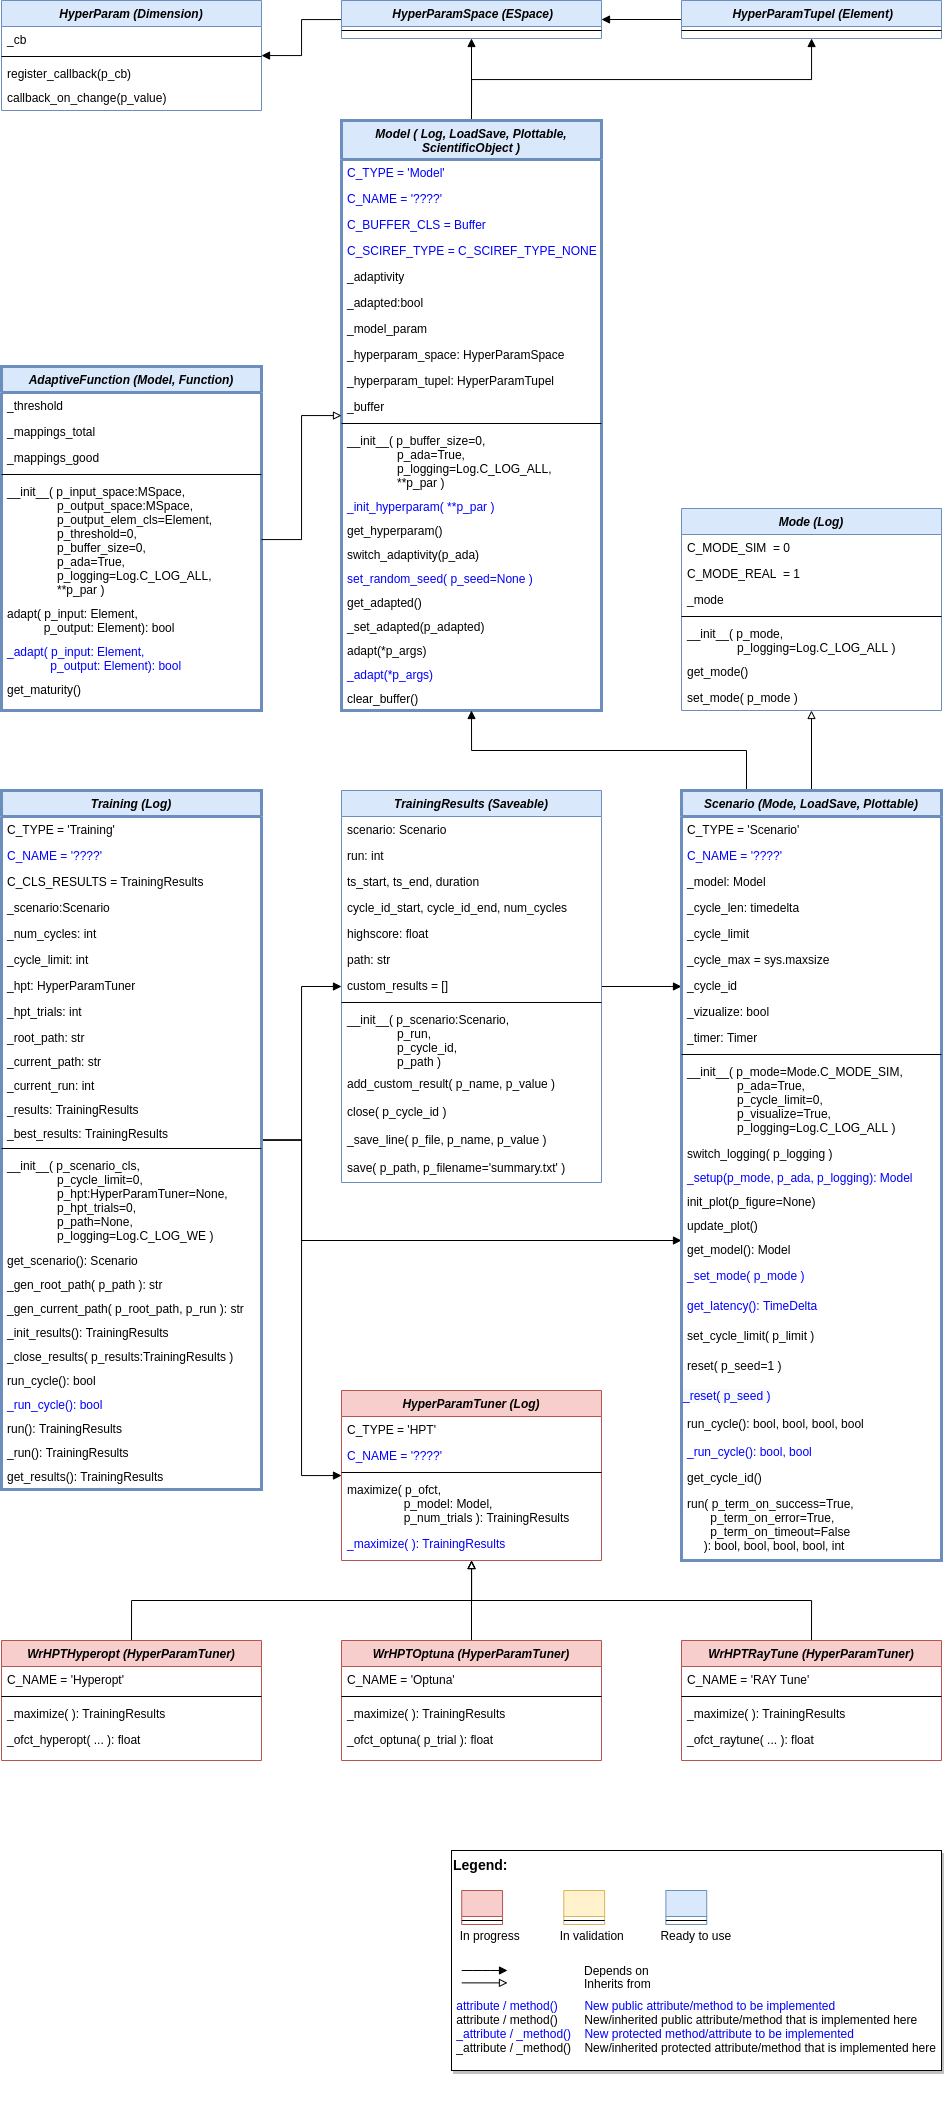 HyperParam (Dimension)
_cb
register_callback(p_cb)
callback_on_change(p_value)
HyperParamSpace (ESpace)
HyperParamTupel (Element)
Model ( Log, LoadSave, Plottable,
ScientificObject )
C_TYPE = 'Model'
C_NAME = '????'
C_BUFFER_CLS = Buffer
C_SCIREF_TYPE = C_SCIREF_TYPE_NONE
_adaptivity
_adapted:bool
_model_param
_hyperparam_space: HyperParamSpace
_hyperparam_tupel: HyperParamTupel
_buffer
__init__( p_buffer_size=0,
p_ada=True,
p_logging=Log.C_LOG_ALL,
**p_par )
_init_hyperparam( **p_par )
get_hyperparam()
switch_adaptivity(p_ada)
set_random_seed( p_seed=None )
get_adapted()
_set_adapted(p_adapted)
adapt(*p_args)
_adapt(*p_args)
clear_buffer()
AdaptiveFunction (Model, Function)
_threshold
_mappings_total
_mappings_good
__init__( p_input_space:MSpace,
p_output_space:MSpace,
p_output_elem_cls=Element,
p_threshold=0,
p_buffer_size=0,
p_ada=True,
p_logging=Log.C_LOG_ALL,
**p_par )
adapt( p_input: Element,
p_output: Element): bool
_adapt( p_input: Element,
p_output: Element): bool
get_maturity()
Mode (Log)
C_MODE_SIM  = 0
C_MODE_REAL  = 1
_mode
__init__( p_mode,
p_logging=Log.C_LOG_ALL )
get_mode()
set_mode( p_mode )
Training (Log)
C_TYPE = 'Training'
C_NAME = '????'
C_CLS_RESULTS = TrainingResults
_scenario:Scenario
_num_cycles: int
_cycle_limit: int
_hpt: HyperParamTuner
_hpt_trials: int
_root_path: str
_current_path: str
_current_run: int
_results: TrainingResults
_best_results: TrainingResults
__init__( p_scenario_cls,
p_cycle_limit=0,
p_hpt:HyperParamTuner=None,
p_hpt_trials=0,
p_path=None,
p_logging=Log.C_LOG_WE )
get_scenario(): Scenario
_gen_root_path( p_path ): str
_gen_current_path( p_root_path, p_run ): str
_init_results(): TrainingResults
_close_results( p_results:TrainingResults )
run_cycle(): bool
_run_cycle(): bool
run(): TrainingResults
_run(): TrainingResults
get_results(): TrainingResults
TrainingResults (Saveable)
scenario: Scenario
run: int
ts_start, ts_end, duration
cycle_id_start, cycle_id_end, num_cycles
highscore: float
path: str
custom_results = []
__init__( p_scenario:Scenario,
p_run,
p_cycle_id,
p_path )
add_custom_result( p_name, p_value )
close( p_cycle_id )
_save_line( p_file, p_name, p_value )
save( p_path, p_filename='summary.txt' )
Scenario (Mode, LoadSave, Plottable)
C_TYPE = 'Scenario'
C_NAME = '????'
_model: Model
_cycle_len: timedelta
_cycle_limit
_cycle_max = sys.maxsize
_cycle_id
_vizualize: bool
_timer: Timer
__init__( p_mode=Mode.C_MODE_SIM,
p_ada=True,
p_cycle_limit=0,
p_visualize=True,
p_logging=Log.C_LOG_ALL )
switch_logging( p_logging )
_setup(p_mode, p_ada, p_logging): Model
init_plot(p_figure=None)
update_plot()
get_model(): Model
_set_mode( p_mode )
get_latency(): TimeDelta
set_cycle_limit( p_limit )
reset( p_seed=1 )
_reset( p_seed )
run_cycle(): bool, bool, bool, bool
_run_cycle(): bool, bool
get_cycle_id()
run( p_term_on_success=True,
p_term_on_error=True,
p_term_on_timeout=False
): bool, bool, bool, bool, int
HyperParamTuner (Log)
C_TYPE = 'HPT'
C_NAME = '????'
maximize( p_ofct,
p_model: Model,
p_num_trials ): TrainingResults
_maximize( ): TrainingResults
WrHPTHyperopt (HyperParamTuner)
C_NAME = 'Hyperopt'
_maximize( ): TrainingResults
_ofct_hyperopt( ... ): float
WrHPTOptuna (HyperParamTuner)
C_NAME = 'Optuna'
_maximize( ): TrainingResults
_ofct_optuna( p_trial ): float
WrHPTRayTune (HyperParamTuner)
C_NAME = 'RAY Tune'
_maximize( ): TrainingResults
_ofct_raytune( ... ): float
Legend:
In progress
In validation
Ready to use
Depends on
Inherits from
attribute / method() New public attribute/method to be implemented
attribute / method() New/inherited public attribute/method that is implemented here
_attribute / _method() New protected method/attribute to be implemented
_attribute / _method() New/inherited protected attribute/method that is implemented here